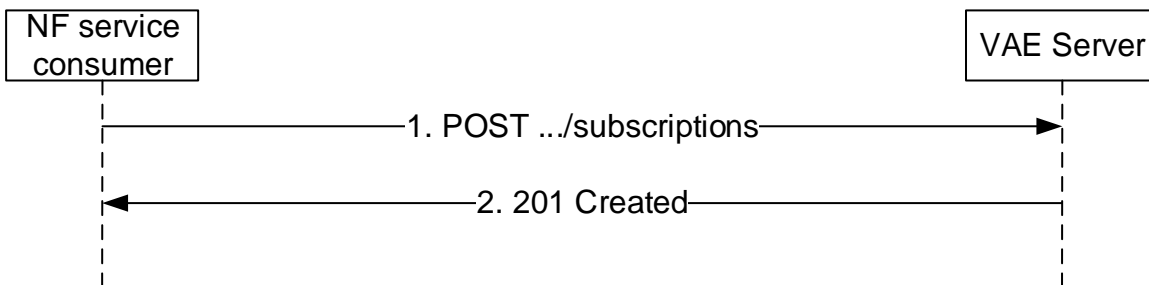 NF service
consumer
VAE Server
1. POST .../subscriptions
2. 201 Created